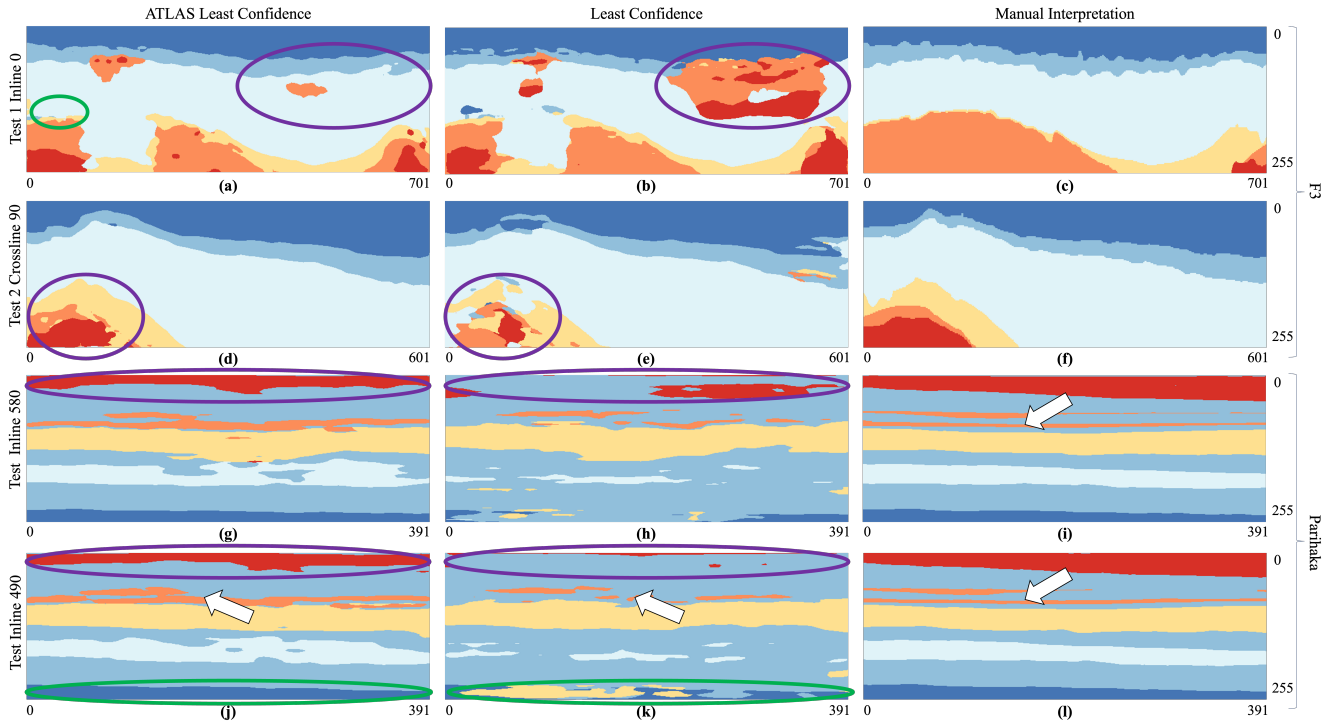 ATLAS Least Confidence Least Confidence Manual Interpretation
Test 1 Inline 0
0
255
0 (a) 701 0 (b) 701 0 (c) 701
F3
Test 2 Crossline 90
0
255
0 (d) 601 0 (e) 601 0 (f) 601
Test Inline 580
0
255
0 (g) 391 0 (h) 391 0 (i) 391
Parihaka
Test Inline 490
0
255
0 (j) 391 0 (k) 391 0 (l) 391